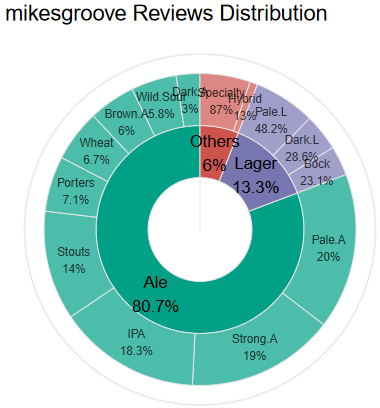 mikesgroove Reviews Distribution
Others
6%
Lager
13.3%
Ale
80.7%
Specialty
87%
Hybrid
13%
Pale.L
48.2%
Dark.L
28.6%
Bock
23.1%
Pale.A
20%
Strong.A
19%
IPA
18.3%
Stouts
14%
Porters
7.1%
Wheat
6.7%
Brown.A
6%
Wild.Sour
5.8%
Dark.A
3%